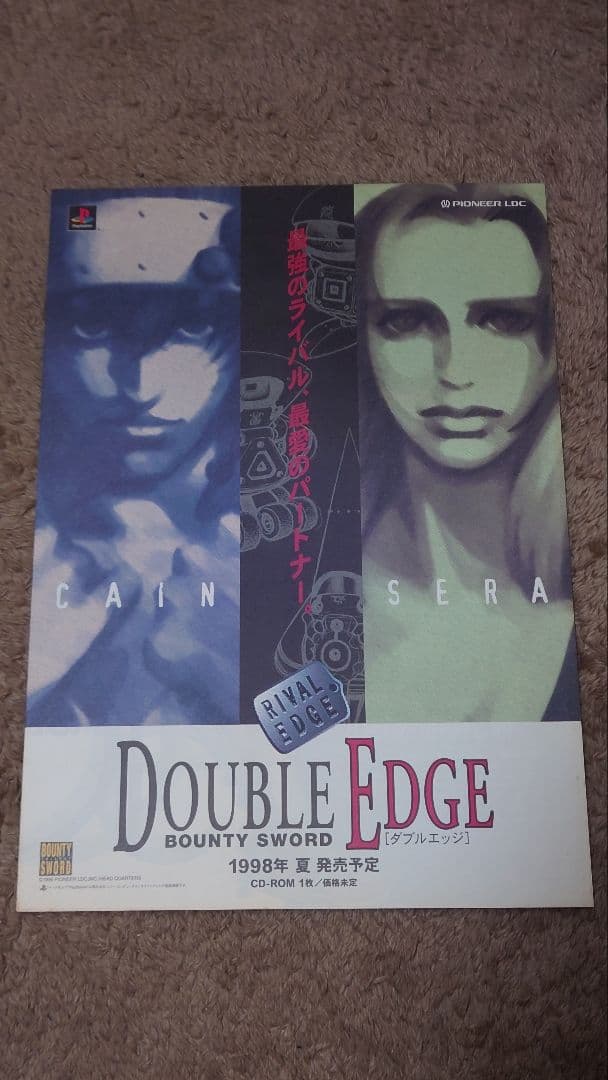 PlayStation
PIONEER LDC
最強のライバル、最愛のパートナー。
CAIN
SERA
RIVAL
EDGE
DOUBLE EDGE
BOUNTY SWORD
[ダブルエッジ]
1998年 夏 発売予定
CD-ROM 1枚／価格未定
BOUNTY
SWORD